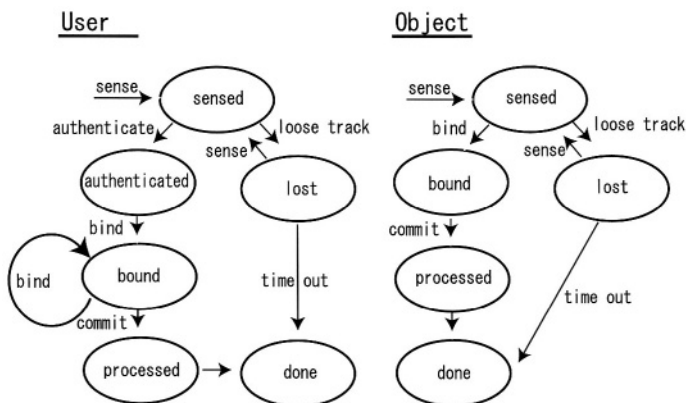 User
sense
sensed
authenticate
loose track
sense
authenticated
lost
bind
bind
bound
time out
commit
processed
done
Object
sense
sensed
bind
loose track
sense
bound
lost
commit
processed
time out
done